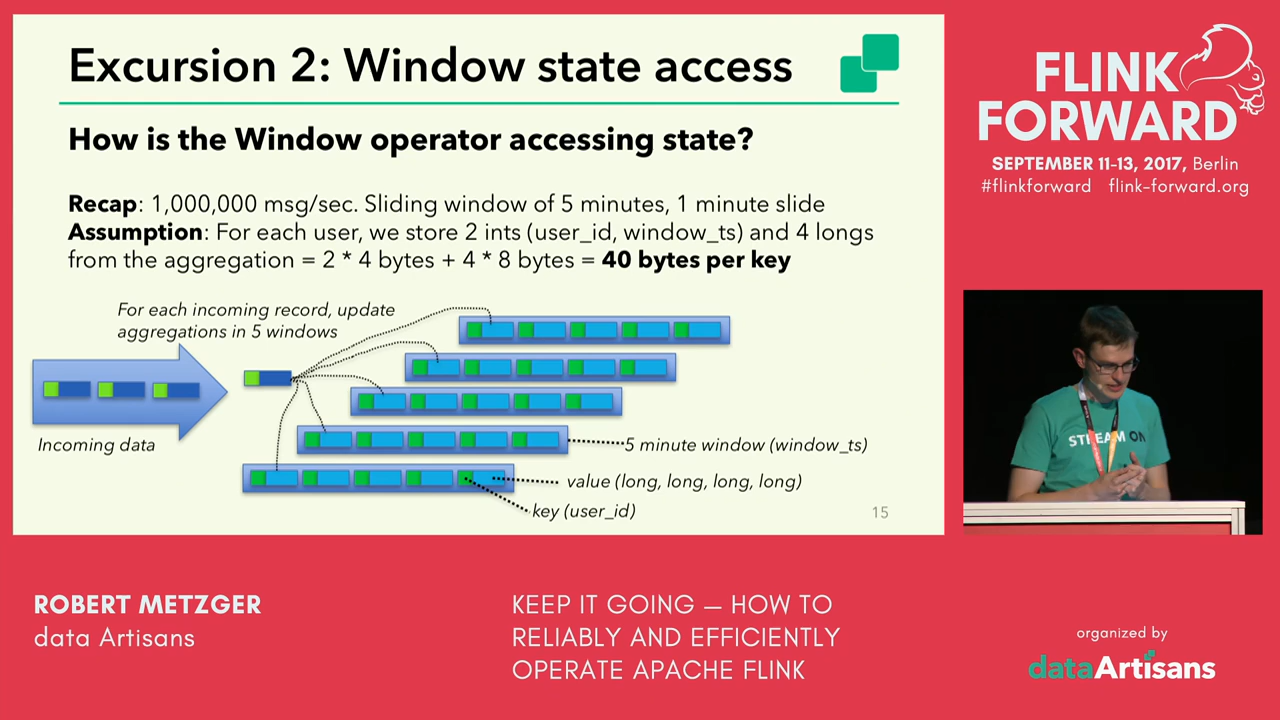 Excursion 2: Window state access
How is the Window operator accessing state?
Recap: 1,000,000 msg/sec. Sliding window of 5 minutes, 1 minute slide
Assumption: For each user, we store 2 ints (user_id, window_ts) and 4 longs
from the aggregation = 2 * 4 bytes + 4 * 8 bytes = 40 bytes per key
For each incoming record, update
aggregations in 5 windows
Incoming data
5 minute window (window_ts)
value (long, long, long, long)
key (user_id)
15
FLINK
FORWARD
SEPTEMBER 11-13, 2017, Berlin
#flinkforward flink-forward.org
STREAM ON
ROBERT METZGER
data Artisans
KEEP IT GOING — HOW TO
RELIABLY AND EFFICIENTLY
OPERATE APACHE FLINK
organized by
dataArtisans